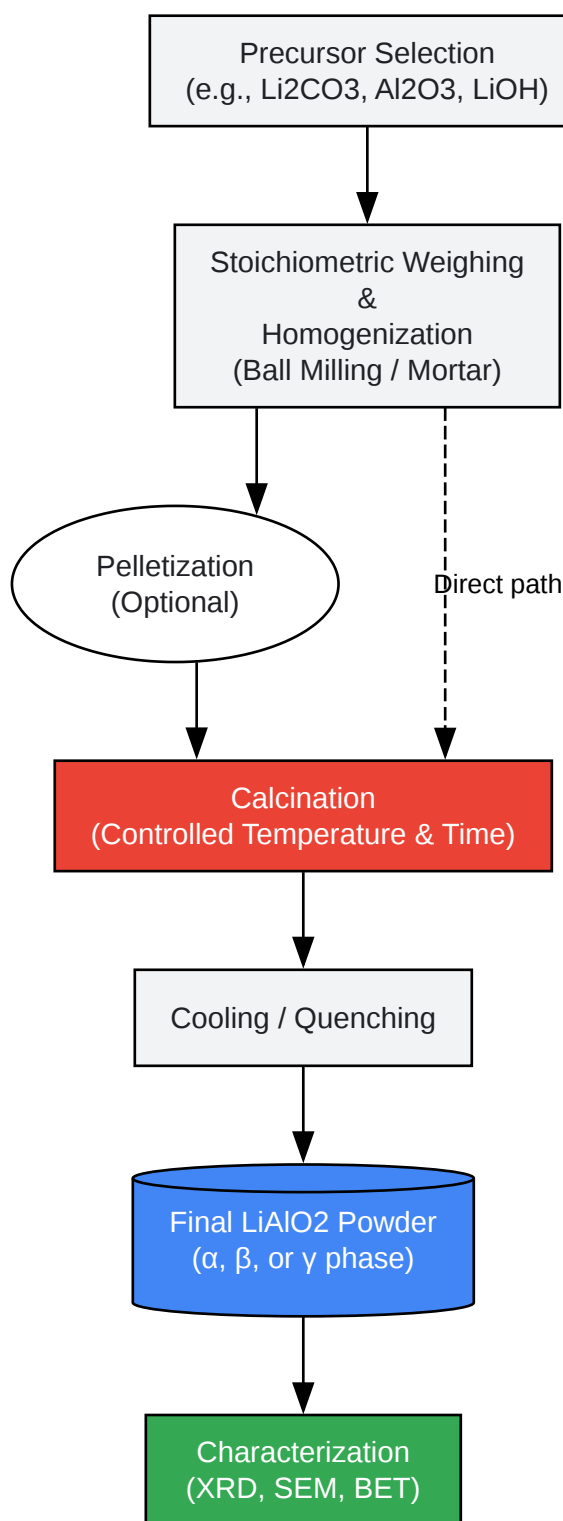 Precursor Selection
(e.g., Li2CO3, Al2O3, LiOH)
Stoichiometric Weighing
&
Homogenization
(Ball Milling / Mortar)
Pelletization
(Optional)
Direct path
Calcination
(Controlled Temperature & Time)
Cooling / Quenching
Final LiAlO2 Powder
(α, β, or γ phase)
Characterization
(XRD, SEM, BET)